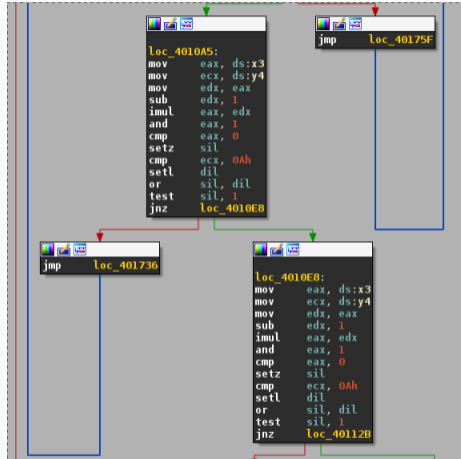 jmp loc_40175F
loc_4010A5:
mov eax, ds:x3
mov ecx, ds:y4
mov edx, eax
sub edx, 1
imul eax, edx
and eax, 1
cmp eax, 0
setz sil
cmp ecx, 0Ah
setl dil
or sil, dil
test sil, 1
jnz loc_4010E8
jmp loc_401736
loc_4010E8:
mov eax, ds:x3
mov ecx, ds:y4
mov edx, eax
sub edx, 1
imul eax, edx
and eax, 1
cmp eax, 0
setz sil
cmp ecx, 0Ah
setl dil
or sil, dil
test sil, 1
jnz loc_40112B